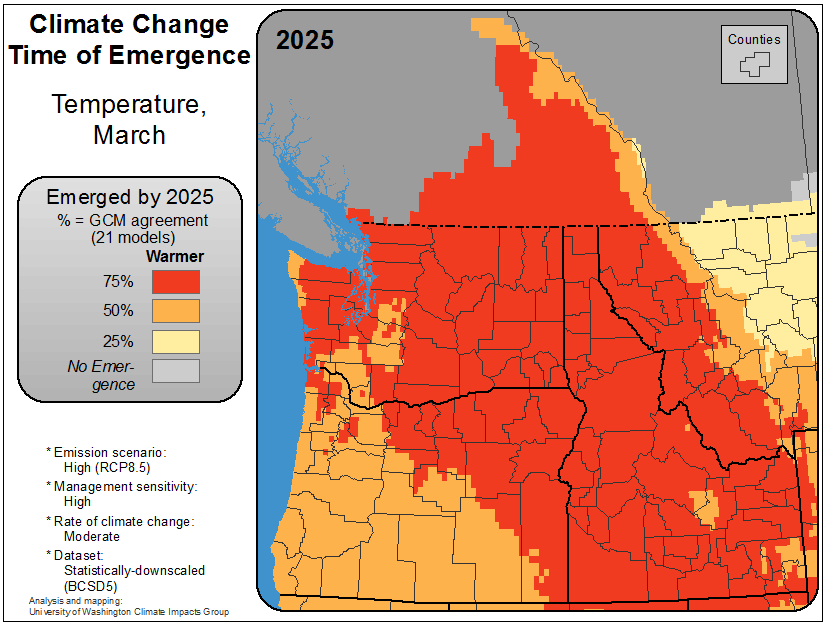 Climate Change
Time of Emergence
Temperature,
March
Emerged by 2025
% = GCM agreement
(21 models)
Warmer
75%
50%
25%
No Emer-
gence
* Emission scenario:
High (RCP8.5)
* Management sensitivity:
High
* Rate of climate change:
Moderate
* Dataset:
Statistically-downscaled
(BCSD5)
Analysis and mapping:
University of Washington Climate Impacts Group
2025
Counties